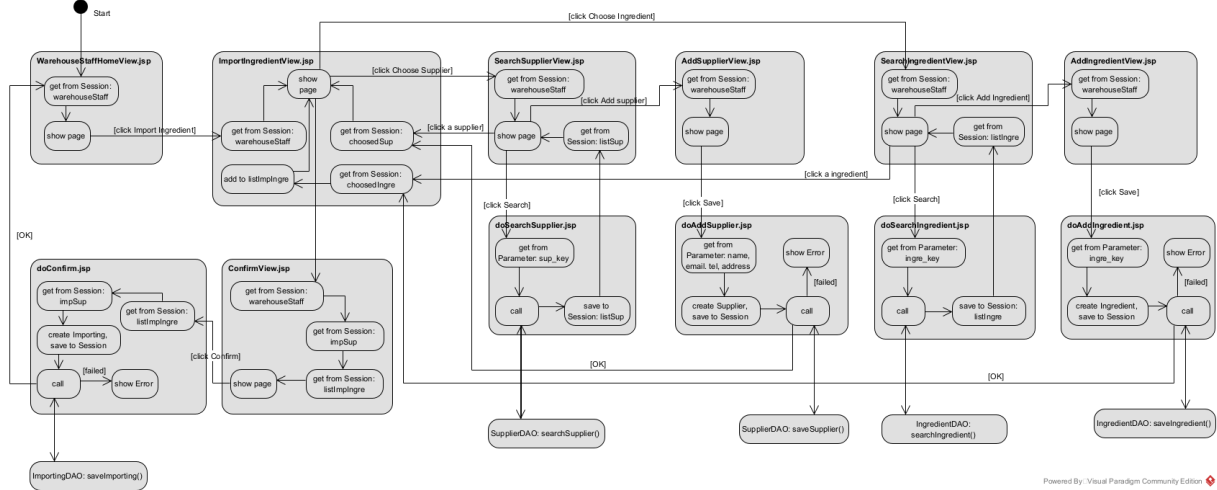 Start
[click Choose Ingredient]
WarehouseStaffHomeView.jsp
get from Session:
warehouseStaff
show page
[click Import Ingredient]
ImportIngredientView.jsp
show
page
get from Session:
warehouseStaff
get from Session:
choosedSup
add to listImpIngre
get from Session:
choosedIngre
[click Choose Supplier]
[click a supplier]
SearchSupplierView.jsp
get from Session:
warehouseStaff
show page
get from
Session: listSup
[click Add supplier]
AddSupplierView.jsp
get from Session:
warehouseStaff
show page
SearchIngredientView.jsp
get from Session:
warehouseStaff
show page
get from
Session: listIngre
[click Add Ingredient]
AddIngredientView.jsp
get from Session:
warehouseStaff
show page
[click a ingredient]
[click Search]
[click Save]
[click Search]
[click Save]
[OK]
doSearchSupplier.jsp
get from
Parameter: sup_key
call
save to
Session: listSup
doAddSupplier.jsp
get from
Parameter: name,
email. tel, address
show Error
[failed]
create Supplier,
save to Session
call
doSearchIngredient.jsp
get from Parameter:
ingre_key
call
save to Session:
listIngre
doAddIngredient.jsp
get from Parameter:
ingre_key
show Error
[failed]
create Ingredient,
save to Session
call
doConfirm.jsp
get from Session:
impSup
get from Session:
listImpIngre
create Importing,
save to Session
call
[failed]
show Error
[click Confirm]
ConfirmView.jsp
get from Session:
warehouseStaff
get from Session:
impSup
show page
get from Session:
listImpIngre
[OK]
[OK]
SupplierDAO: searchSupplier()
SupplierDAO: saveSupplier()
IngredientDAO:
searchIngredient()
IngredientDAO: saveIngredient()
ImportingDAO: saveImporting()
Powered By Visual Paradigm Community Edition